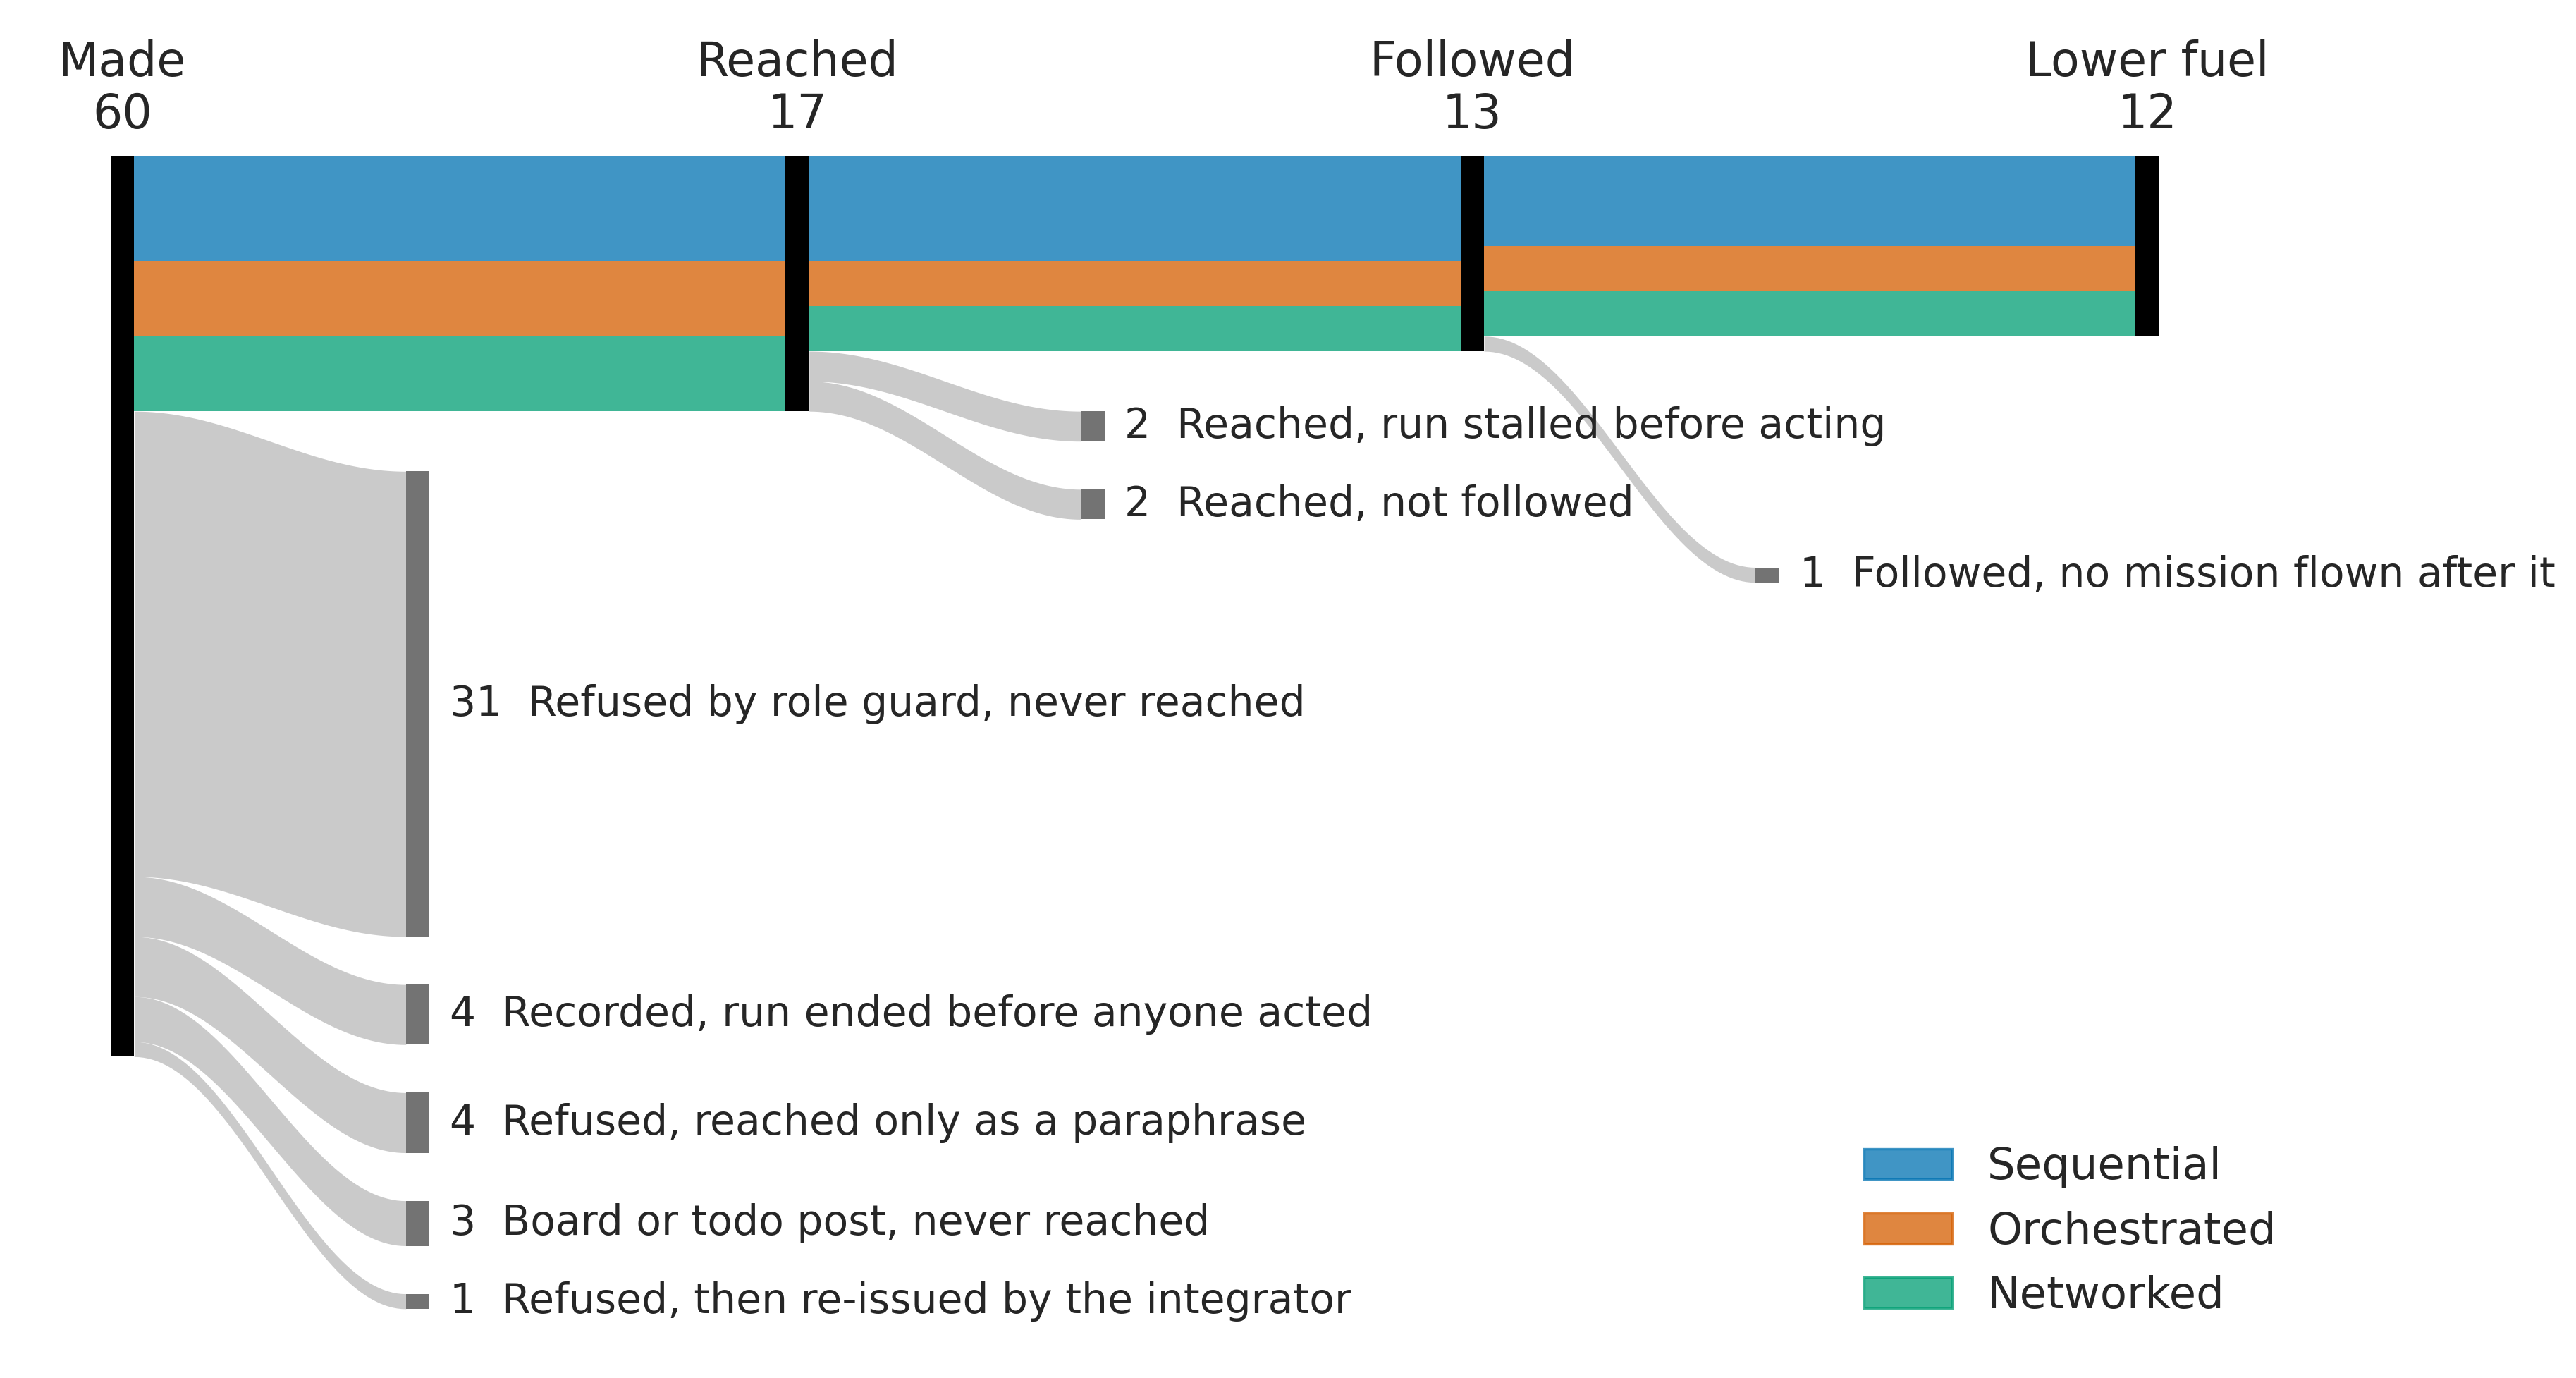 Made
60
Reached
17
Followed
13
Lower fuel
12
2 Reached, run stalled before acting
2 Reached, not followed
1 Followed, no mission flown after it
31 Refused by role guard, never reached
4 Recorded, run ended before anyone acted
4 Refused, reached only as a paraphrase
3 Board or todo post, never reached
1 Refused, then re-issued by the integrator
Sequential
Orchestrated
Networked